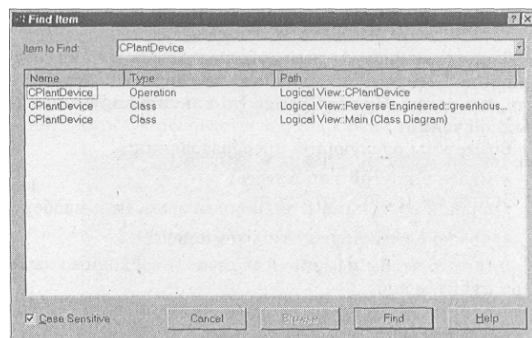 Find Item
Item to Find: CPlantDevice
Name Type Path
CPlantDevice Operation Logical View::CPlantDevice
CPlantDevice Class Logical View::Reverse Engineered::greenhous...
CPlantDevice Class Logical View::Main (Class Diagram)
Case Sensitive Cancel Browse Find Help